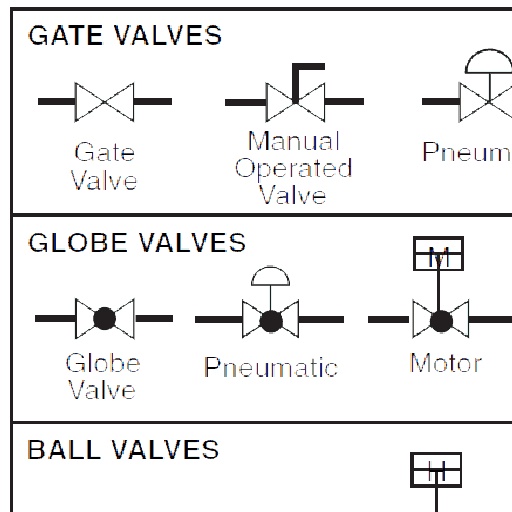 GATE VALVES
Gate
Valve
Manual
Operated
Valve
Pneum
GLOBE VALVES
M
Globe
Valve
Pneumatic
Motor
BALL VALVES
H